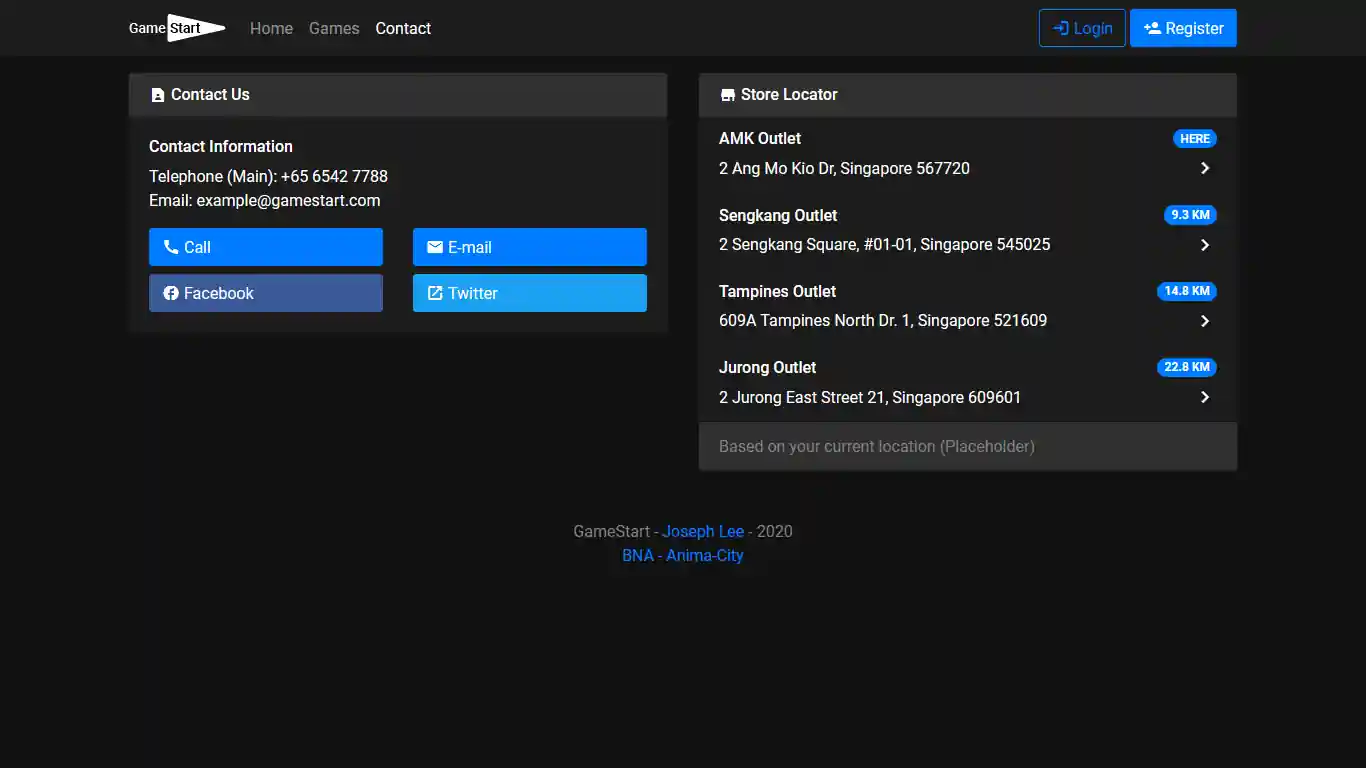 Game Start Home Games Contact Login Register
Contact Us
Contact Information
Telephone (Main): +65 6542 7788
Email: example@gamestart.com
Call E-mail
Facebook Twitter
Store Locator
AMK Outlet HERE
2 Ang Mo Kio Dr, Singapore 567720
Sengkang Outlet 9.3 KM
2 Sengkang Square, #01-01, Singapore 545025
Tampines Outlet 14.8 KM
609A Tampines North Dr. 1, Singapore 521609
Jurong Outlet 22.8 KM
2 Jurong East Street 21, Singapore 609601
Based on your current location (Placeholder)
GameStart - Joseph Lee - 2020
BNA - Anima-City